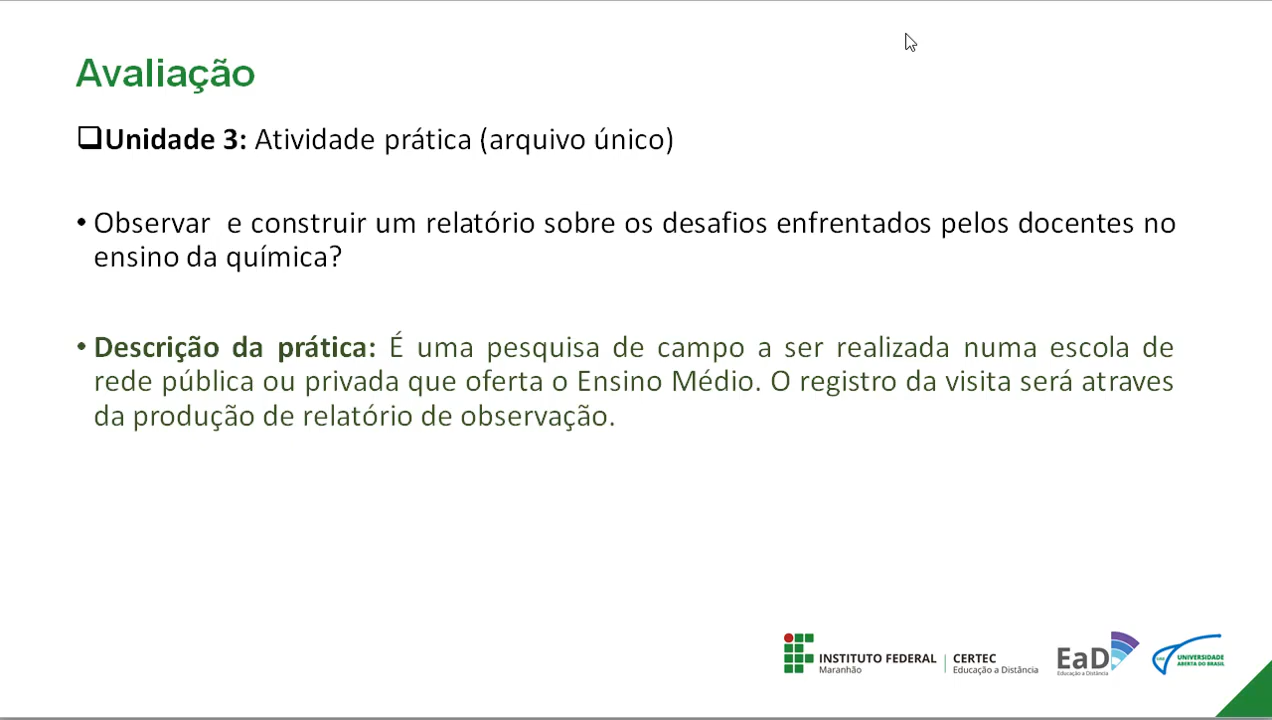 Avaliação
Unidade 3: Atividade prática (arquivo único)
• Observar e construir um relatório sobre os desafios enfrentados pelos docentes no
ensino da química?
• Descrição da prática: É uma pesquisa de campo a ser realizada numa escola de
rede pública ou privada que oferta o Ensino Médio. O registro da visita será atraves
da produção de relatório de observação.
INSTITUTO FEDERAL
Maranhão
CERTEC
Educação a Distância
EaD
Educação a Distância
UNIVERSIDADE
ABERTA DO BRASIL